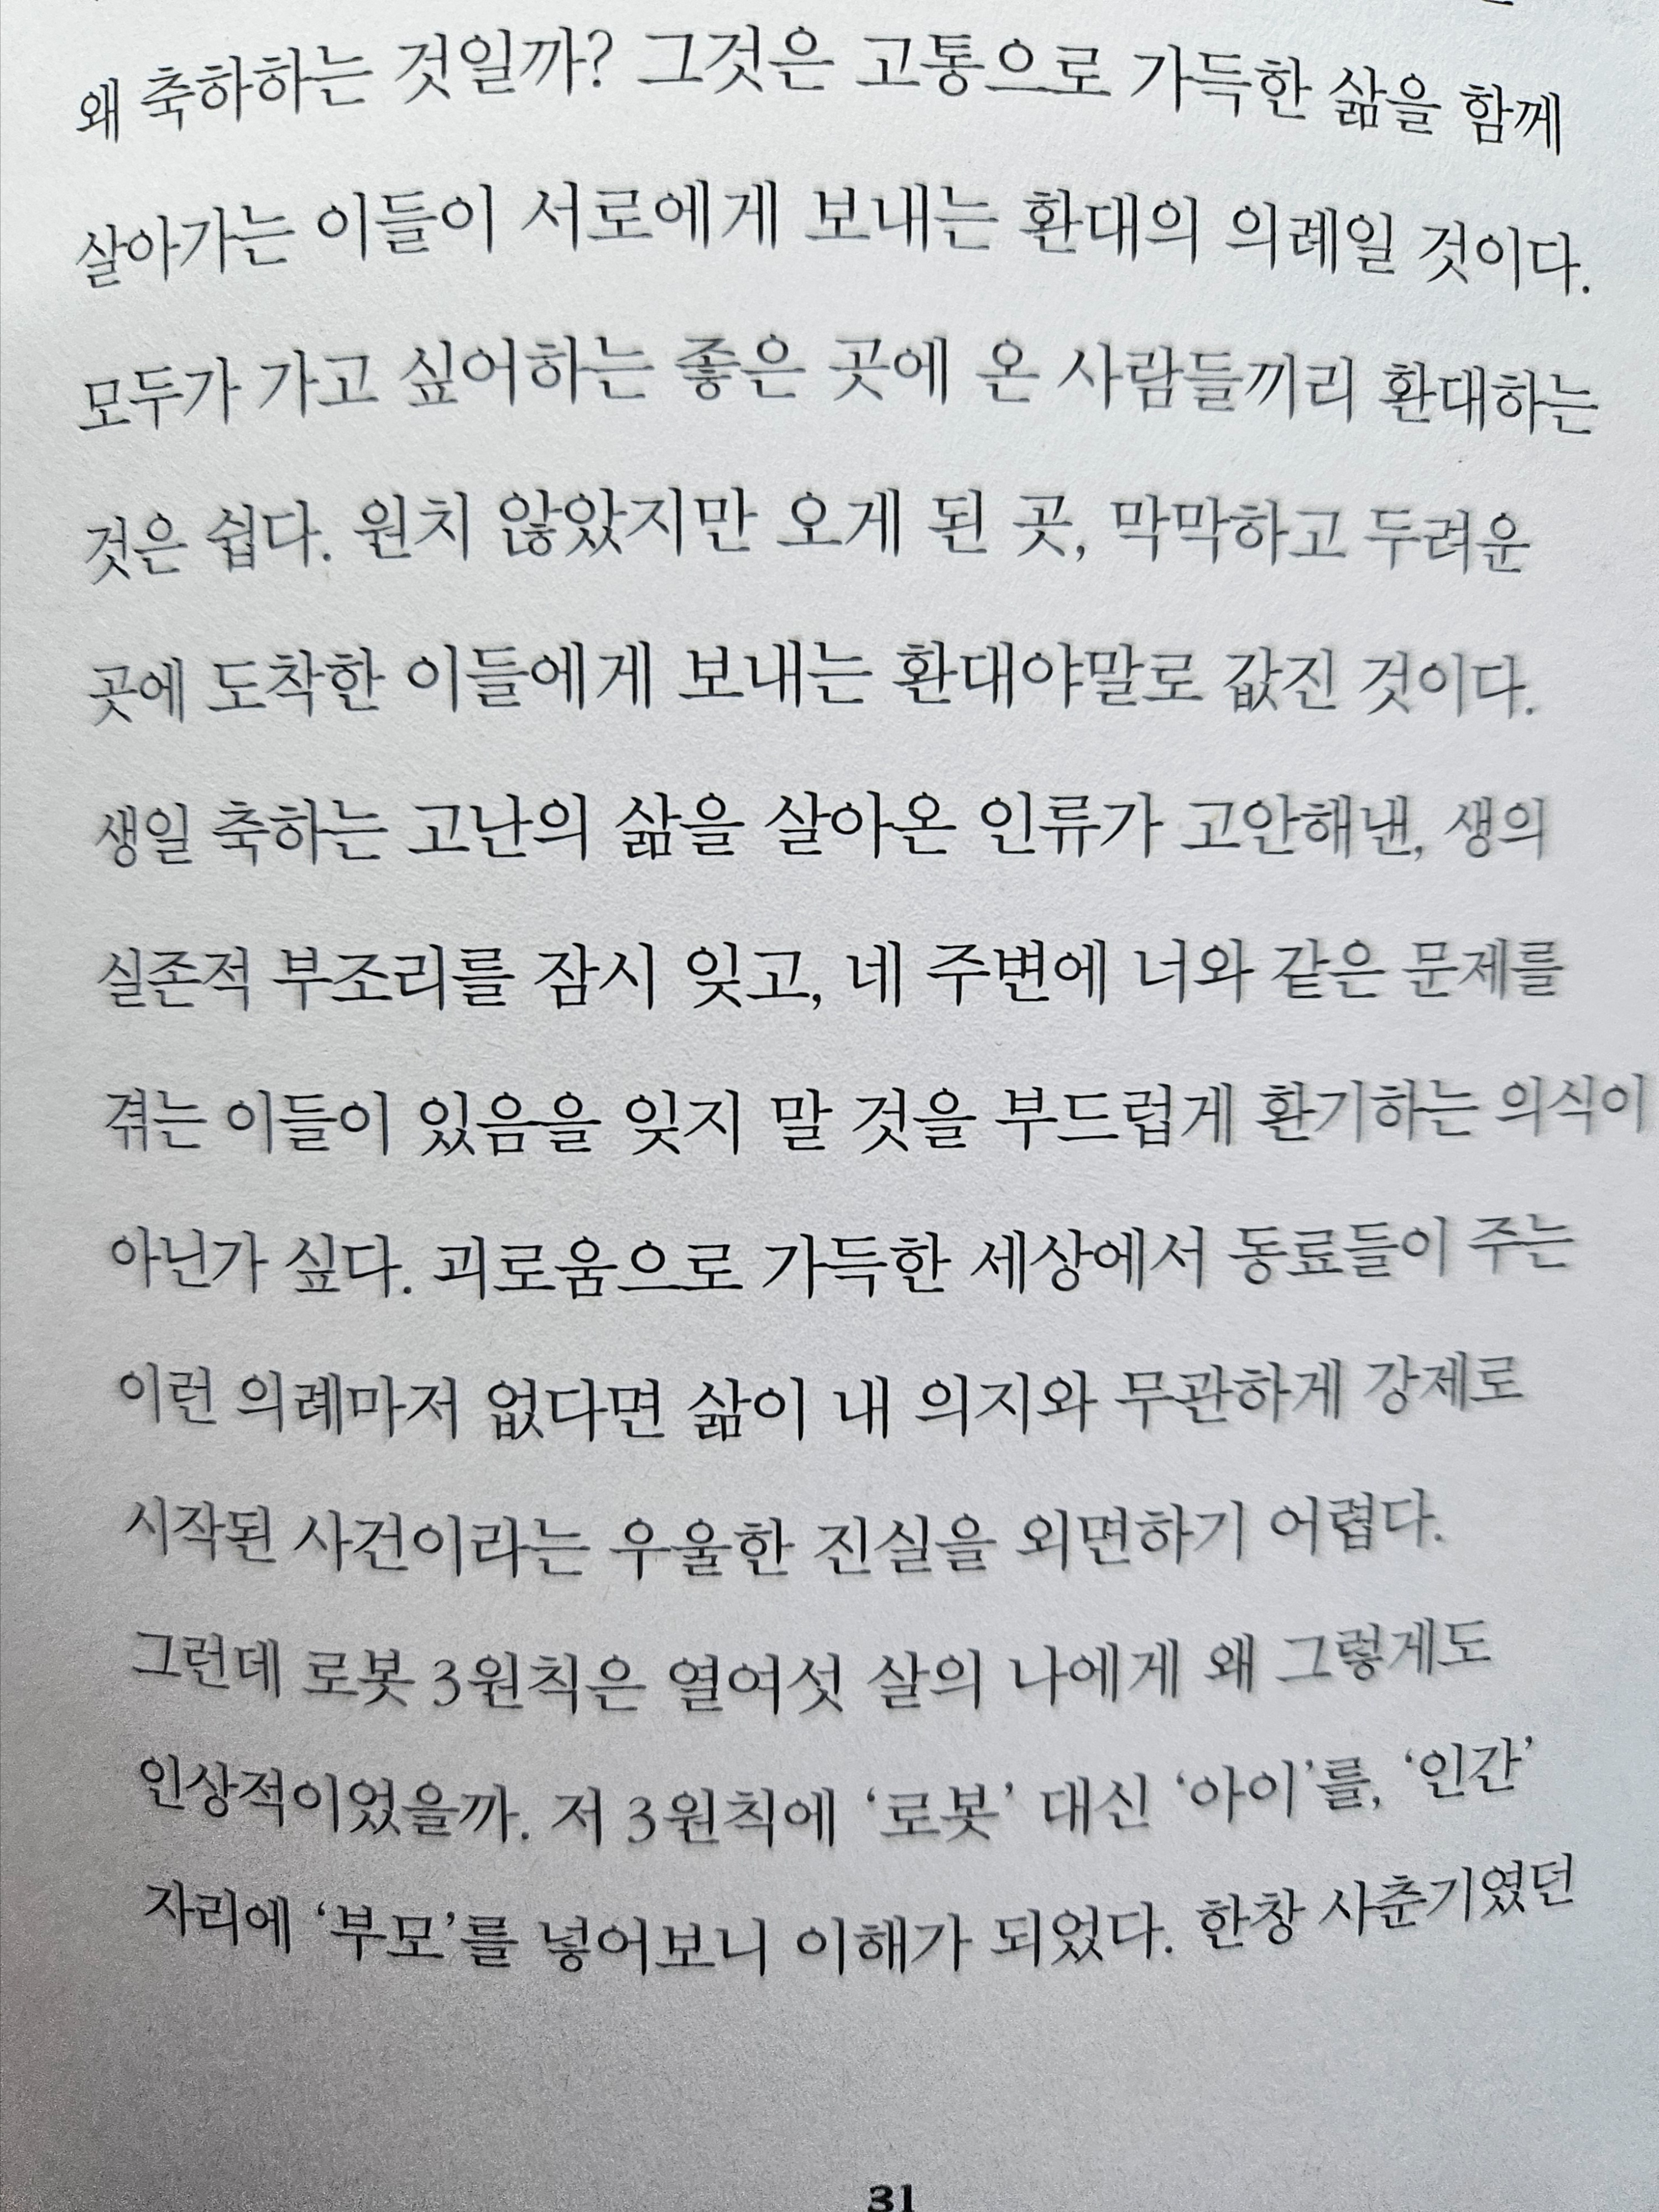 왜 축하하는 것일까? 그것은 고통으로 가득한 삶을 함께
살아가는 이들이 서로에게 보내는 환대의 의례일 것이다.
모두가 가고 싶어하는 좋은 곳에 온 사람들끼리 환대하는
것은 쉽다. 원치 않았지만 오게 된 곳, 막막하고 두려운
곳에 도착한 이들에게 보내는 환대야말로 값진 것이다.
생일 축하는 고난의 삶을 살아온 인류가 고안해낸, 생의
실존적 부조리를 잠시 잊고, 네 주변에 너와 같은 문제를
겪는 이들이 있음을 잊지 말 것을 부드럽게 환기하는 의식이
아닌가 싶다. 괴로움으로 가득한 세상에서 동료들이 주는
이런 의례마저 없다면 삶이 내 의지와 무관하게 강제로
시작된 사건이라는 우울한 진실을 외면하기 어렵다.
그런데 로봇 3원칙은 열여섯 살의 나에게 왜 그렇게도
인상적이었을까. 저 3원칙에 ‘로봇’ 대신 ‘아이’를, ‘인간’
자리에 ‘부모’를 넣어보니 이해가 되었다. 한창 사춘기였던
31